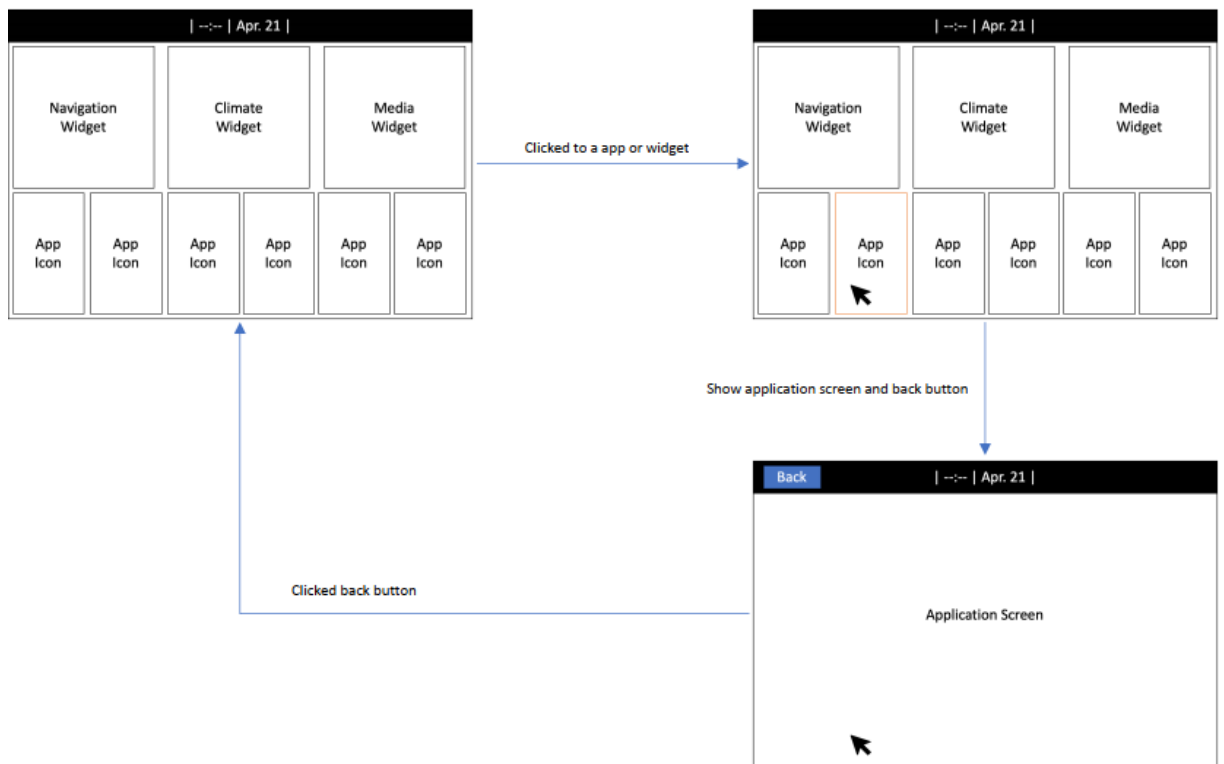 | --:-- | Apr. 21 |
Navigation
Widget
Climate
Widget
Media
Widget
App
Icon
App
Icon
App
Icon
App
Icon
App
Icon
App
Icon
Clicked to a app or widget
| --:-- | Apr. 21 |
Navigation
Widget
Climate
Widget
Media
Widget
App
Icon
App
Icon
App
Icon
App
Icon
App
Icon
App
Icon
Show application screen and back button
Back
| --:-- | Apr. 21 |
Application Screen
Clicked back button